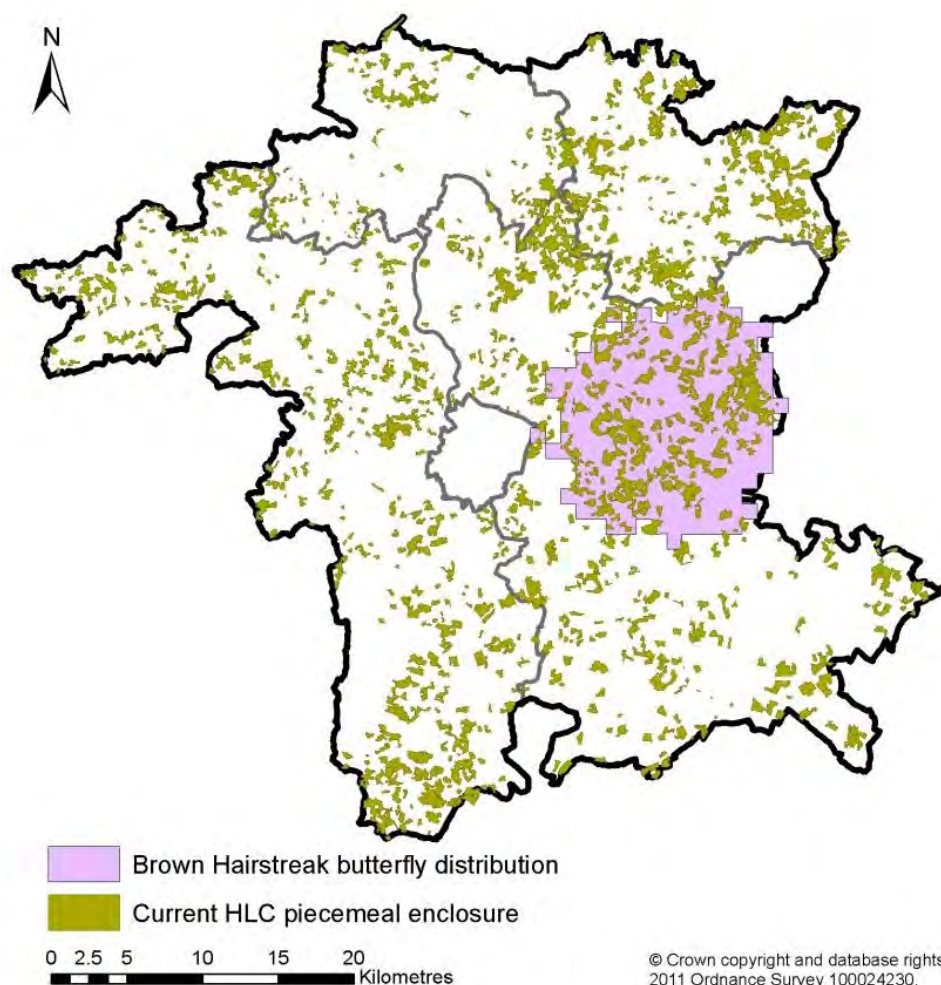 N
Brown Hairstreak butterfly distribution
Current HLC piecemeal enclosure
0 2.5 5 10 15 20
Kilometres
© Crown copyright and database rights
2011 Ordnance Survey 100024230.